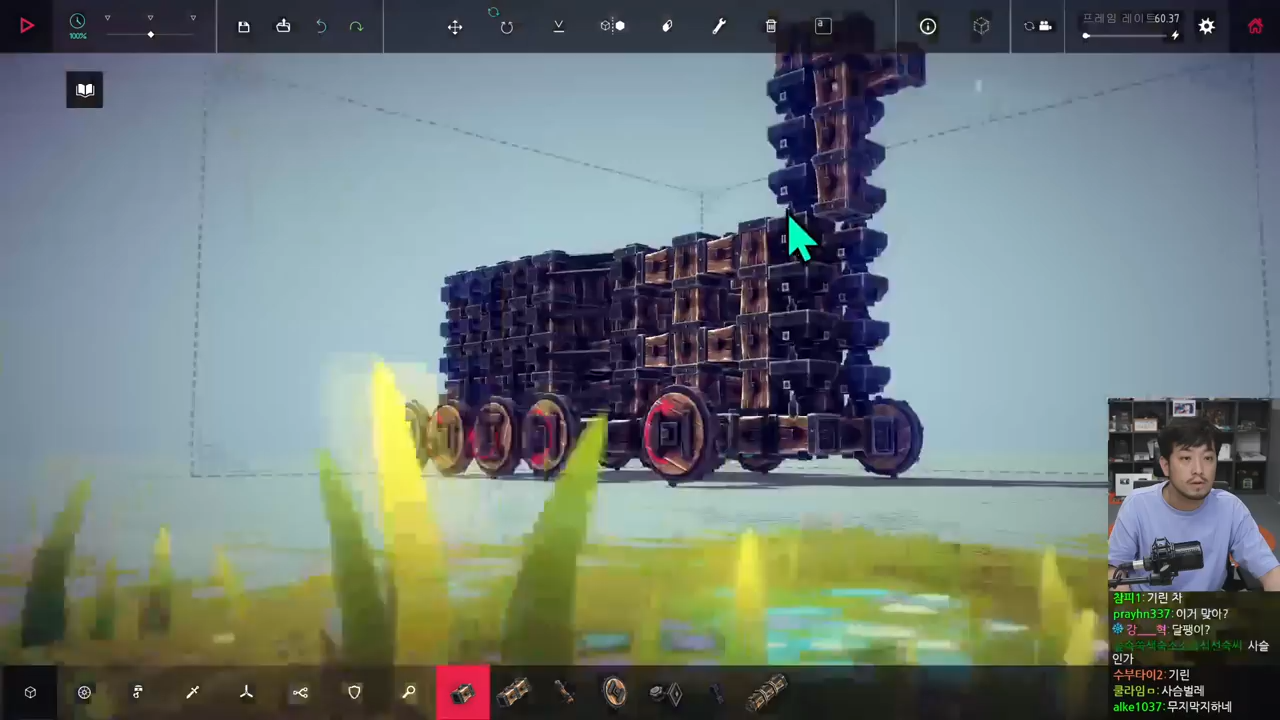 100%
a
프레임 레이트60.37
참피1: 기린 차
prayhn337: 이거 맞아?
강___혁: 달팽이?
사슬
인가
수부타이2: 기린
쿨라임ㅁ: 사슴벌레
alke1037: 무지막지하네